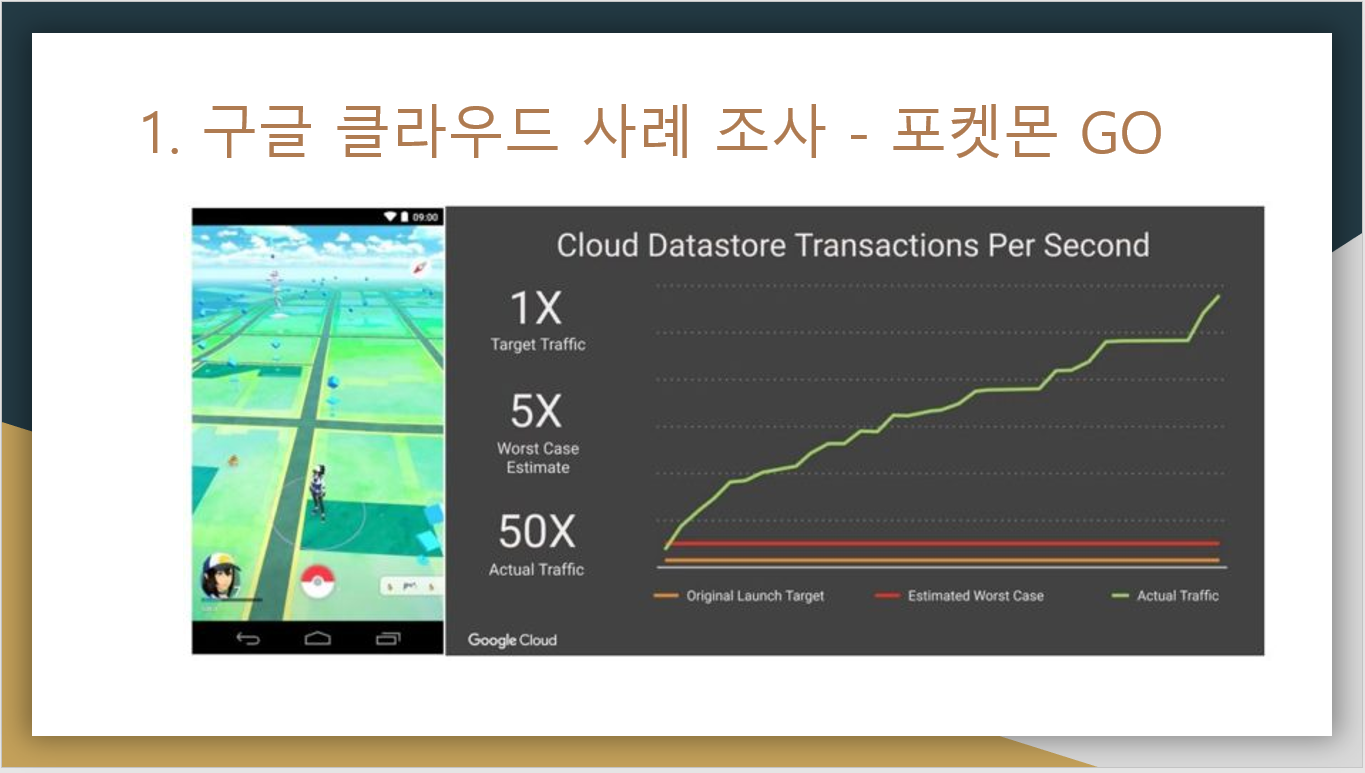 1. 구글 클라우드 사례 조사 - 포켓몬 GO
09:00
Cloud Datastore Transactions Per Second
1X
Target Traffic
5X
Worst Case
Estimate
50X
Actual Traffic
Original Launch Target
Estimated Worst Case
Actual Traffic
Google Cloud